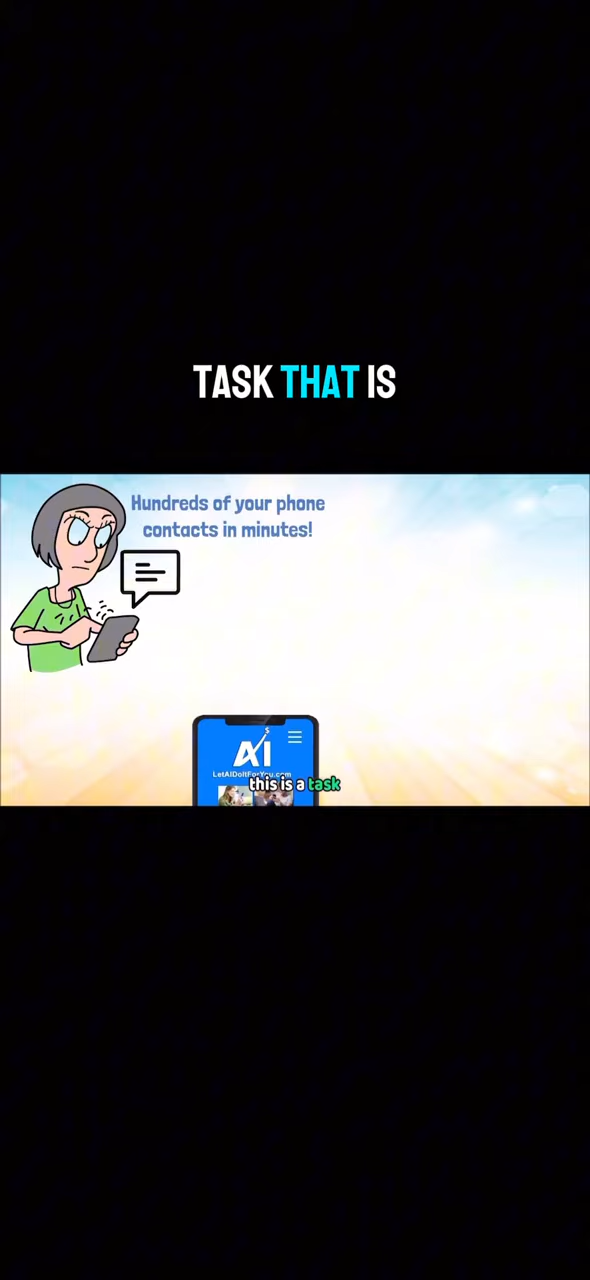 TASK THAT IS
Hundreds of your phone
contacts in minutes!
$
AI
LetAIDoItForYou.com
this is a task